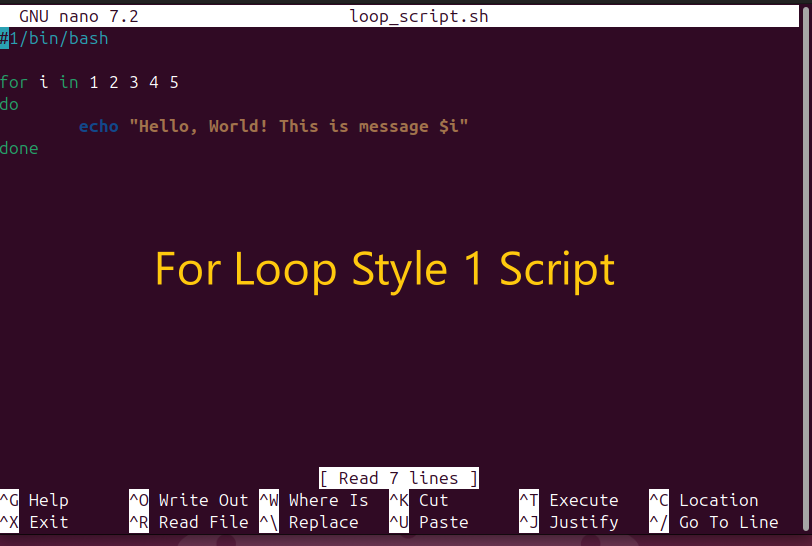 GNU nano 7.2 loop_script.sh
#1/bin/bash
for i in 1 2 3 4 5
do
echo "Hello, World! This is message $i"
done
For Loop Style 1 Script
[ Read 7 lines ]
^G Help ^O Write Out ^W Where Is ^K Cut ^T Execute ^C Location
^X Exit ^R Read File ^\ Replace ^U Paste ^J Justify ^/ Go To Line